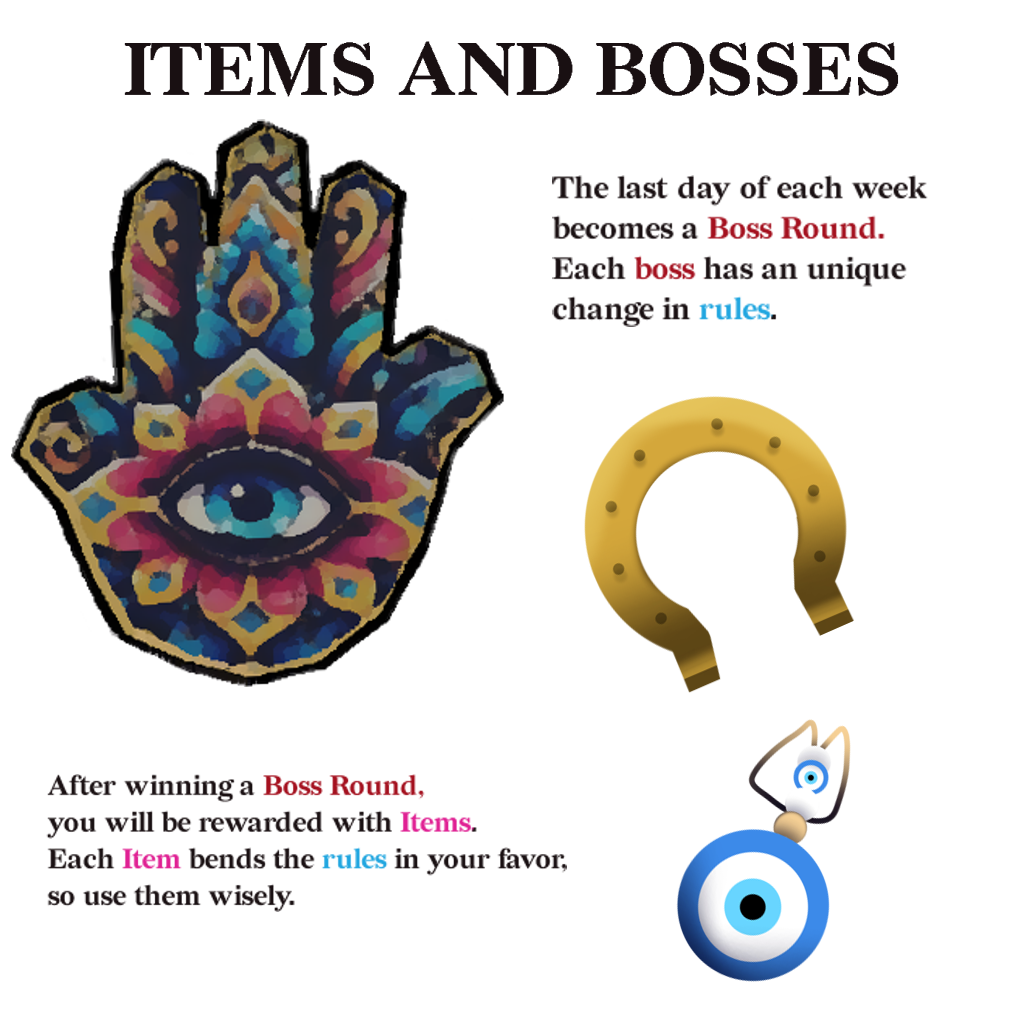 ITEMS AND BOSSES
The last day of each week
becomes a Boss Round.
Each boss has an unique
change in rules.
After winning a Boss Round,
you will be rewarded with Items.
Each Item bends the rules in your favor,
so use them wisely.